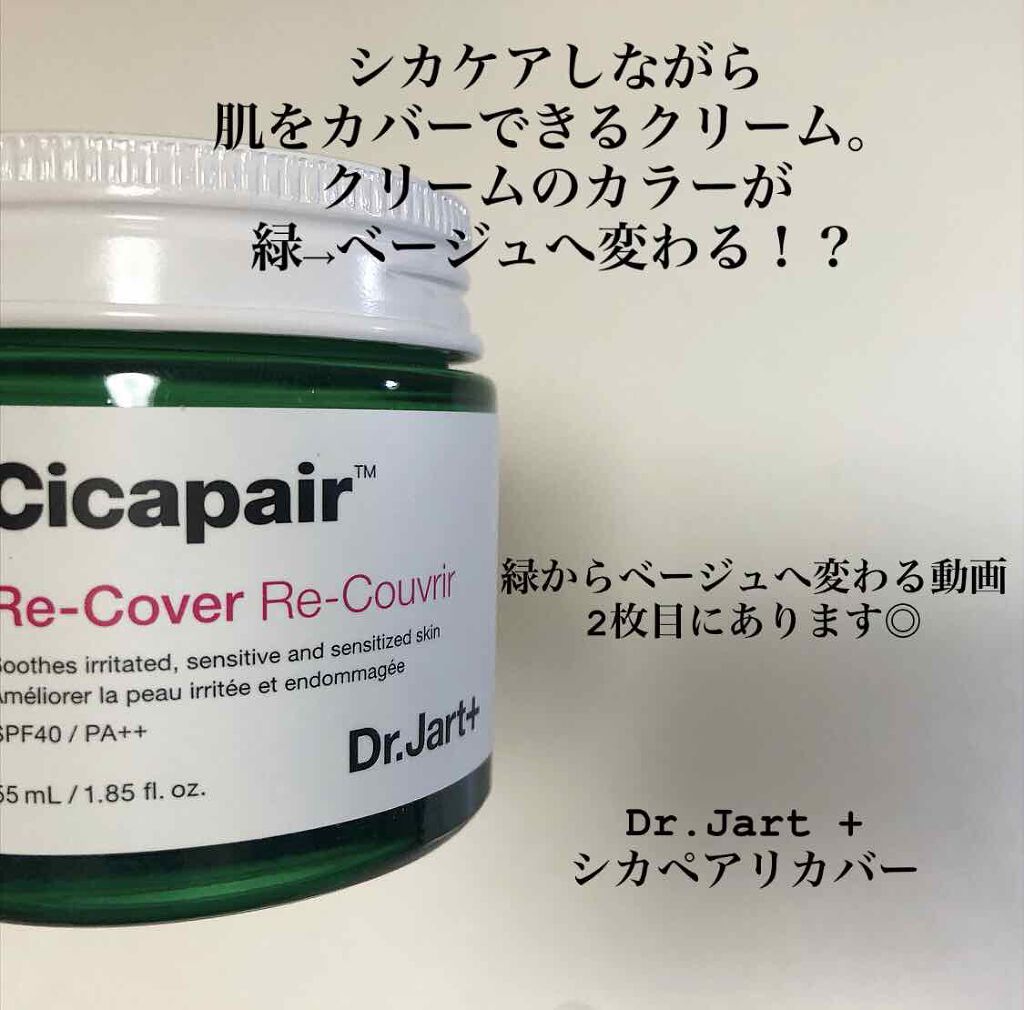 シカケアしながら
肌をカバーできるクリーム。
クリームのカラーが
緑→ベージュへ変わる！？
Cicapair™
Re-Cover Re-Couvrir
Soothes irritated, sensitive and sensitized skin
Améliorer la peau irritée et endommagée
SPF40 / PA++
Dr.Jart+
55 mL / 1.85 fl. oz.
緑からベージュへ変わる動画
2枚目にあります◎
Dr.Jart +
シカペアリカバー